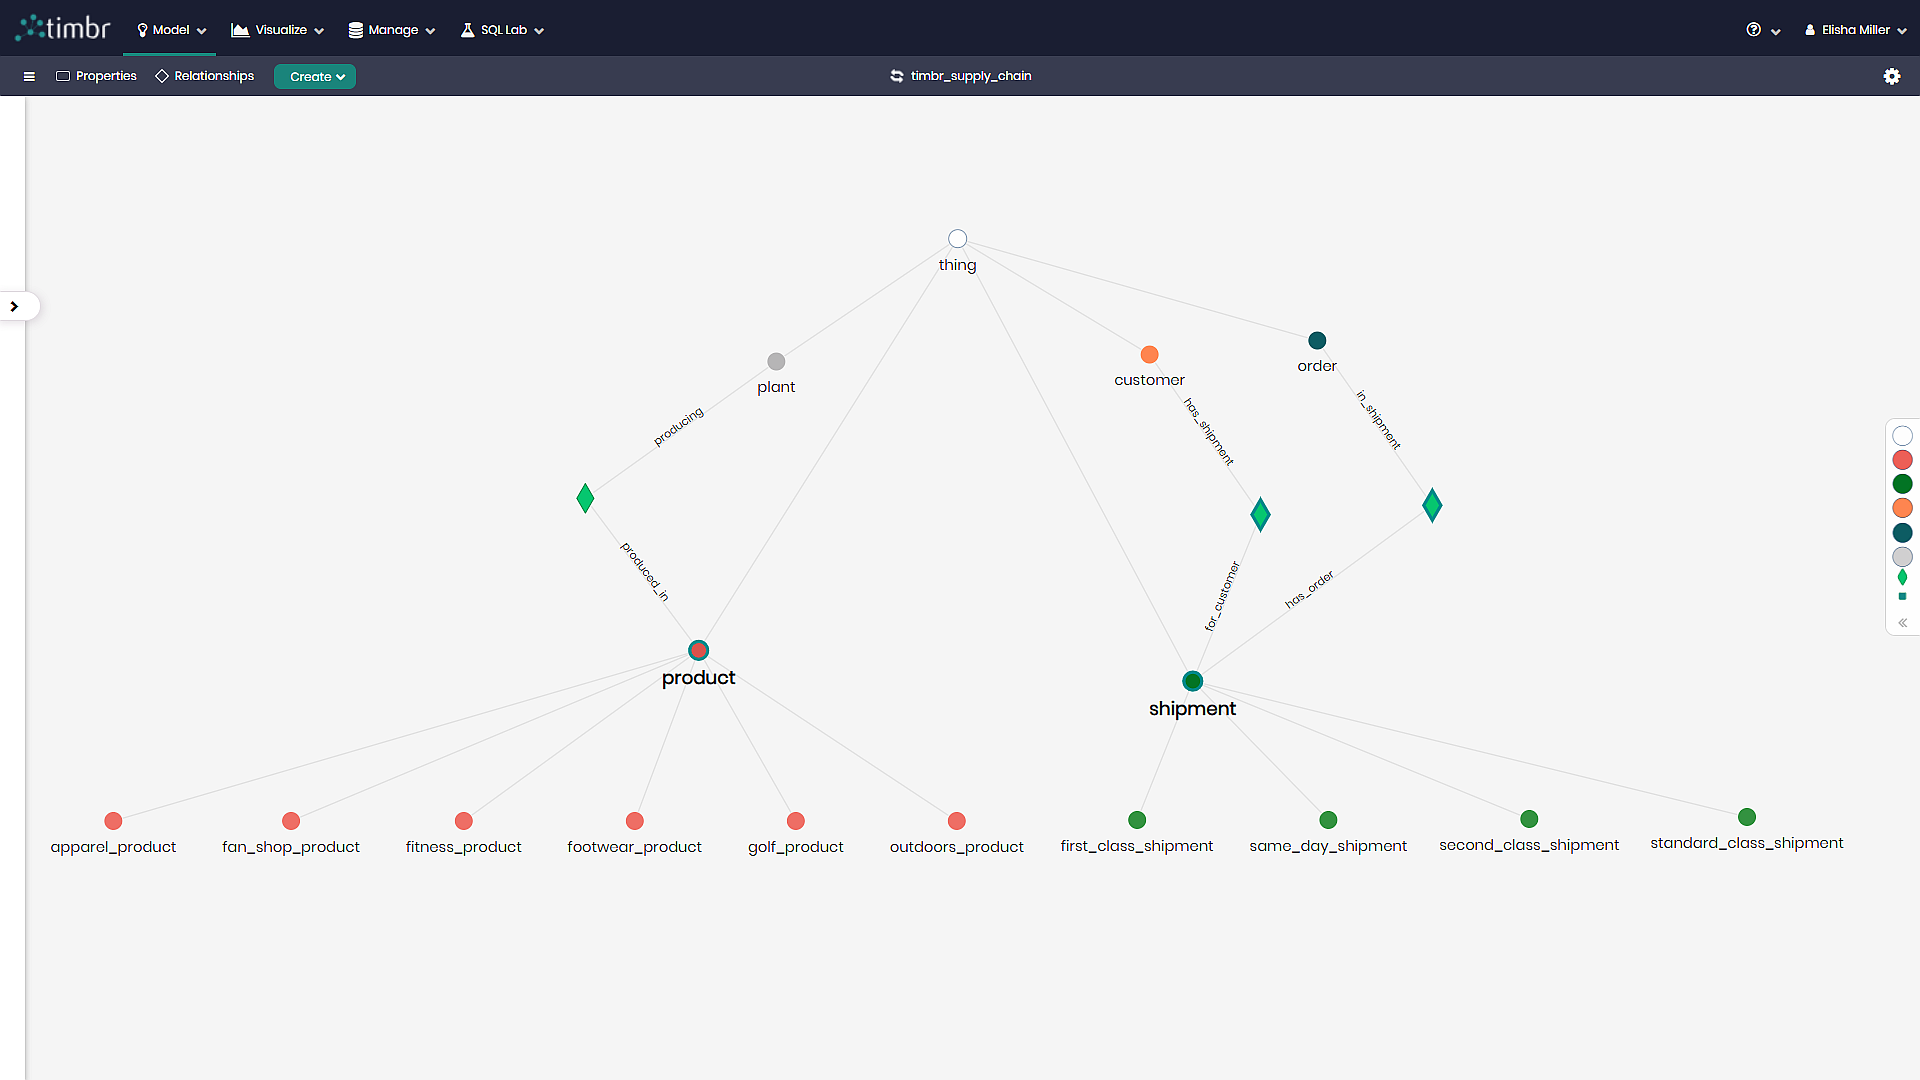 timbr Model Visualize Manage SQL Lab Elisha Miller
Properties Relationships Create timbr_supply_chain
thing
plant
customer
order
producing
has_shipment
in_shipment
produced_in
for_customer
has_order
product
shipment
apparel_product fan_shop_product fitness_product footwear_product golf_product outdoors_product first_class_shipment same_day_shipment second_class_shipment standard_class_shipment